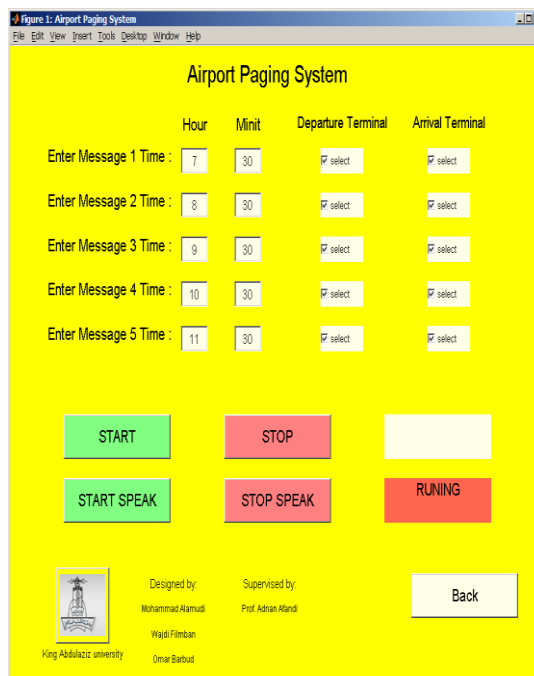 Figure 1: Airport Paging System
File Edit View Insert Tools Desktop Window Help
Airport Paging System
Hour Minit Departure Terminal Arrival Terminal
Enter Message 1 Time : 7 30 select select
Enter Message 2 Time : 8 30 select select
Enter Message 3 Time : 9 30 select select
Enter Message 4 Time : 10 30 select select
Enter Message 5 Time : 11 30 select select
START STOP
START SPEAK STOP SPEAK RUNING
Designed by: Supervised by:
Mohammad Alamudi Prof. Adnan Afandi
Wajdi Filmban
Omar Barbud
King Abdulaziz university
Back